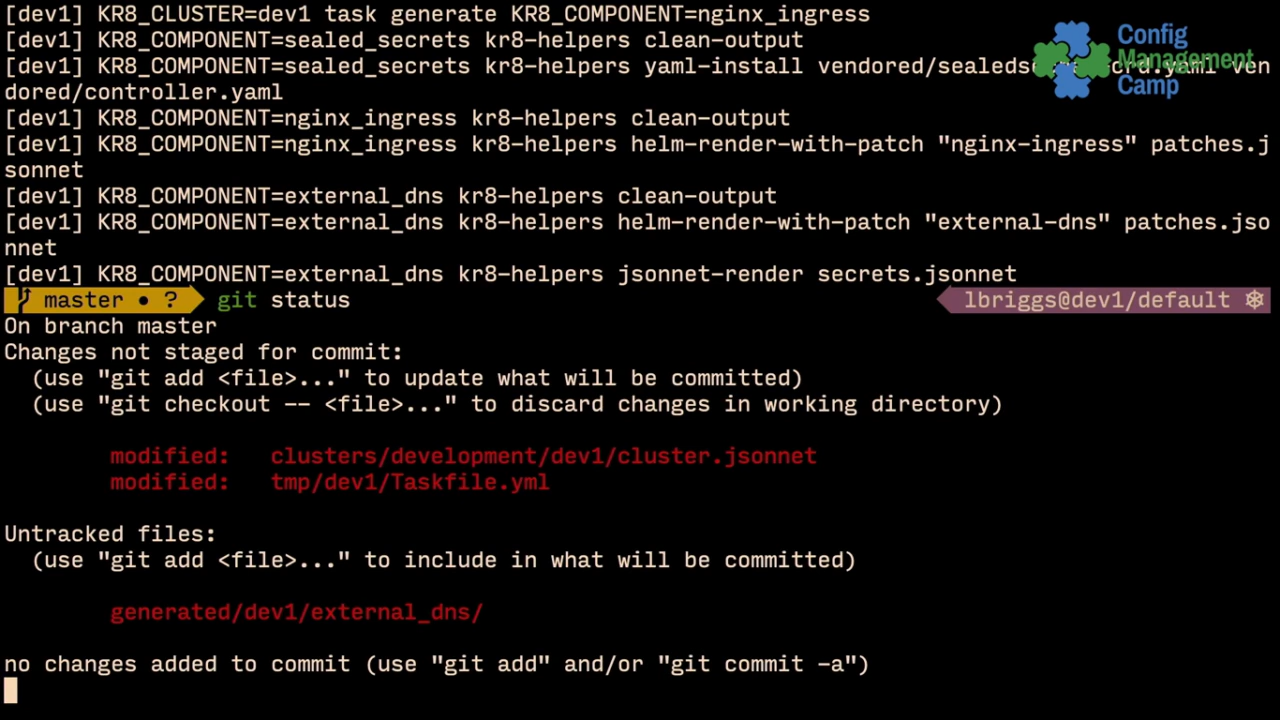 [dev1] KR8_CLUSTER=dev1 task generate KR8_COMPONENT=nginx_ingress
[dev1] KR8_COMPONENT=sealed_secrets kr8-helpers clean-output
[dev1] KR8_COMPONENT=sealed_secrets kr8-helpers yaml-install vendored/sealeds crd.yaml ven
dored/controller.yaml
[dev1] KR8_COMPONENT=nginx_ingress kr8-helpers clean-output
[dev1] KR8_COMPONENT=nginx_ingress kr8-helpers helm-render-with-patch "nginx-ingress" patches.j
sonnet
[dev1] KR8_COMPONENT=external_dns kr8-helpers clean-output
[dev1] KR8_COMPONENT=external_dns kr8-helpers helm-render-with-patch "external-dns" patches.jso
nnet
[dev1] KR8_COMPONENT=external_dns kr8-helpers jsonnet-render secrets.jsonnet
master • ? git status lbriggs@dev1/default
On branch master
Changes not staged for commit:
(use "git add <file>..." to update what will be committed)
(use "git checkout -- <file>..." to discard changes in working directory)
modified: clusters/development/dev1/cluster.jsonnet
modified: tmp/dev1/Taskfile.yml
Untracked files:
(use "git add <file>..." to include in what will be committed)
generated/dev1/external_dns/
no changes added to commit (use "git add" and/or "git commit -a")
Config
Management
Camp